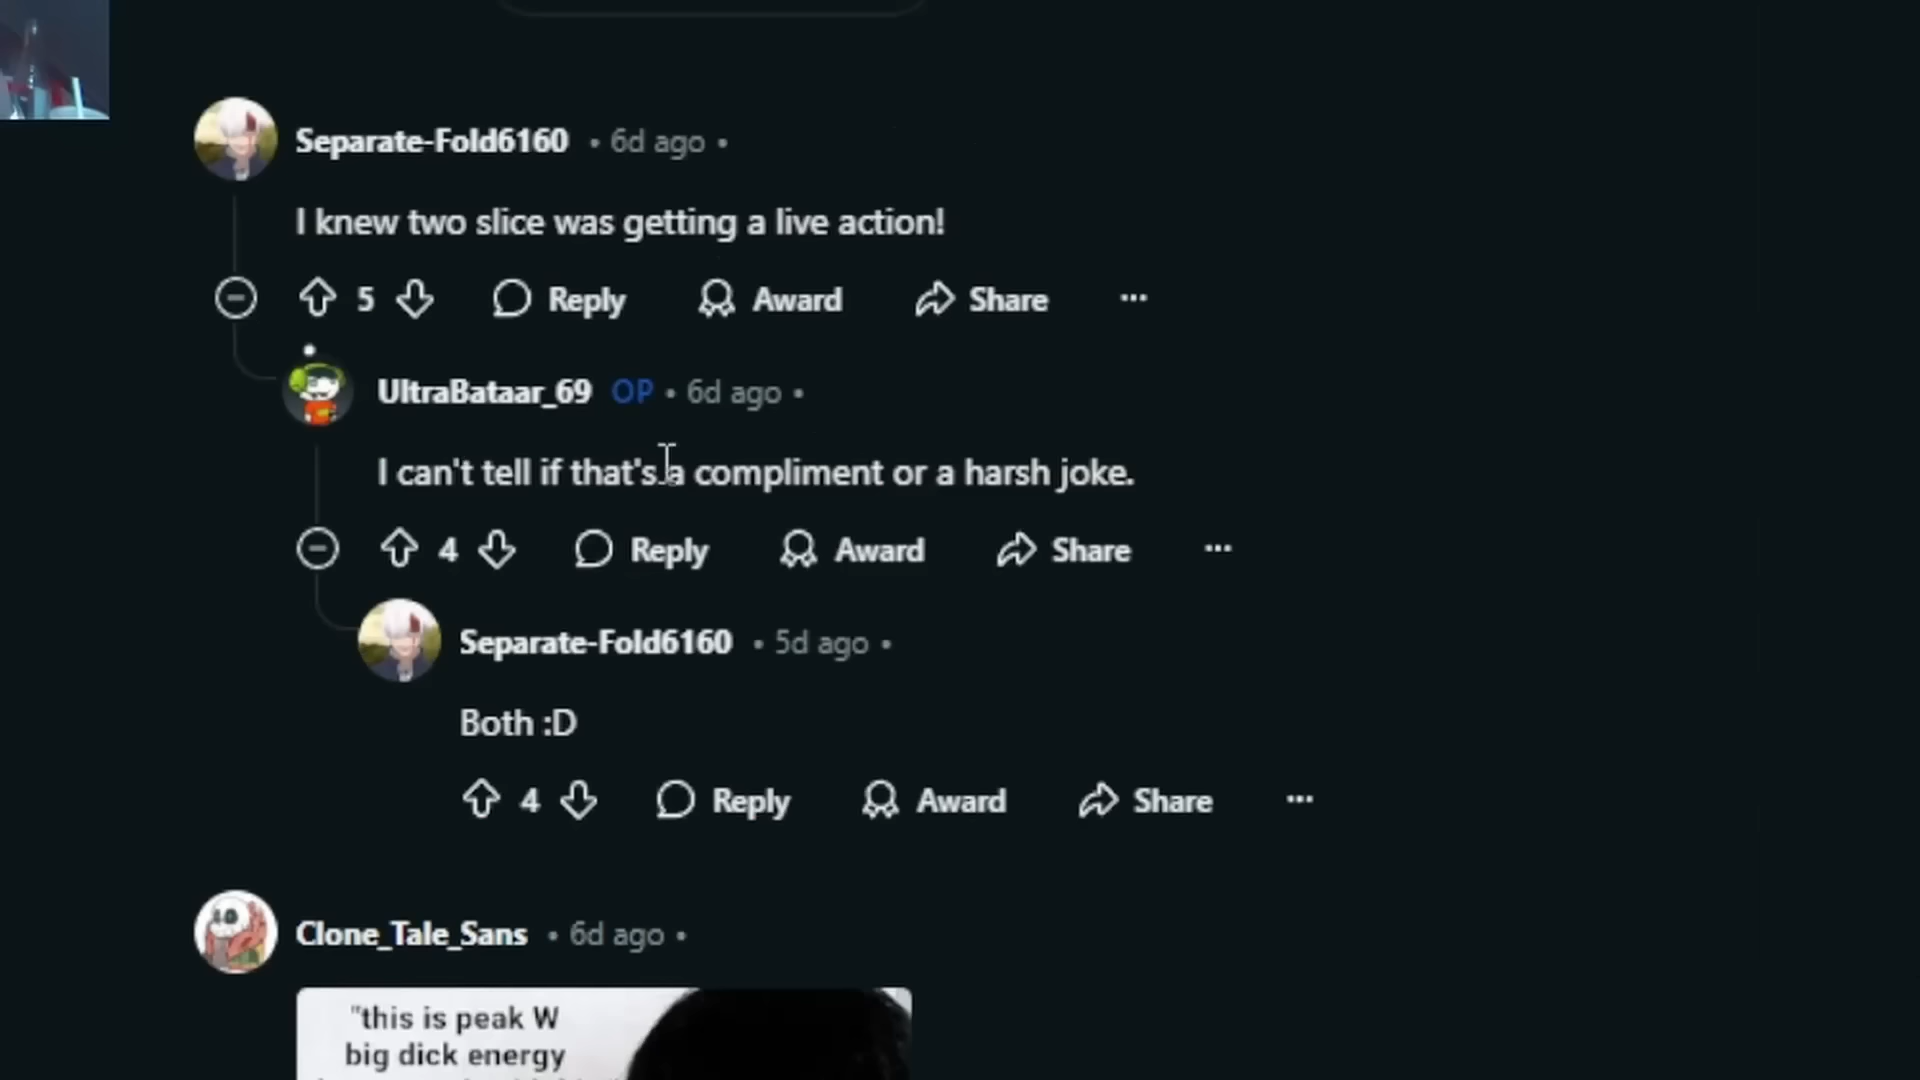 Separate-Fold6160 • 6d ago •
I knew two slice was getting a live action!
5 Reply Award Share ...
UltraBataar_69 OP • 6d ago •
I can't tell if that's a compliment or a harsh joke.
4 Reply Award Share ...
Separate-Fold6160 • 5d ago •
Both :D
4 Reply Award Share ...
Clone_Tale_Sans • 6d ago •
"this is peak W
big dick energy